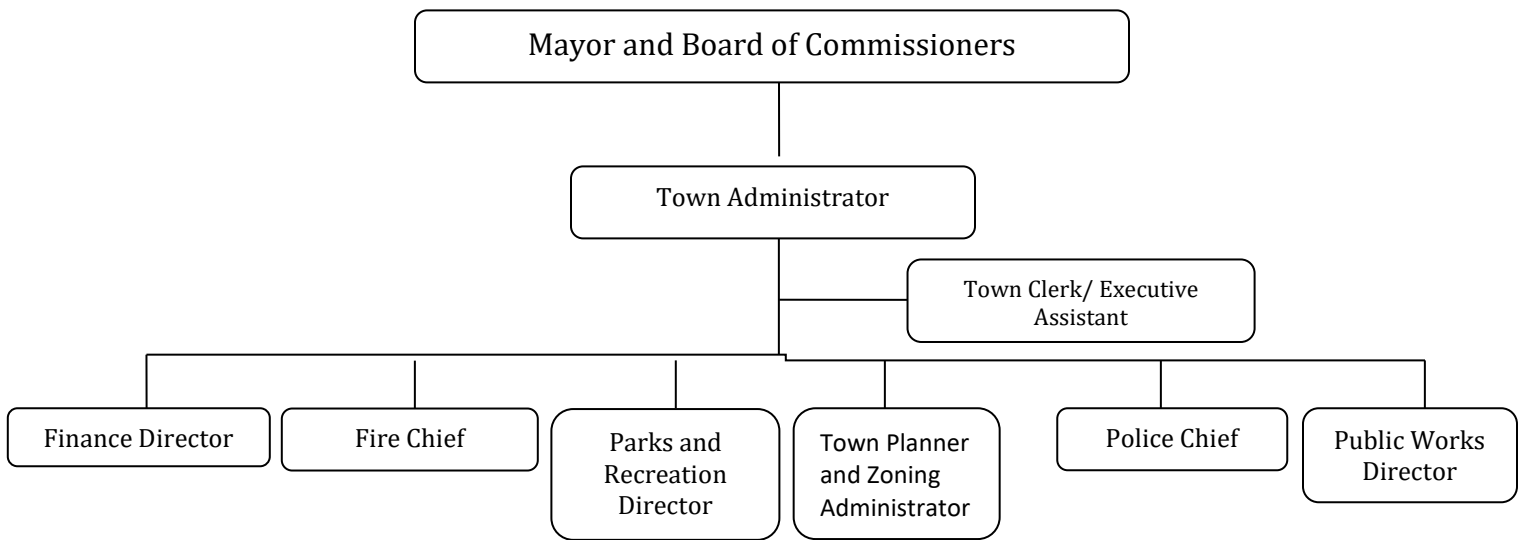 Mayor and Board of Commissioners
Town Administrator
Town Clerk/ Executive
Assistant
Finance Director
Fire Chief
Parks and
Recreation
Director
Town Planner
and Zoning
Administrator
Police Chief
Public Works
Director